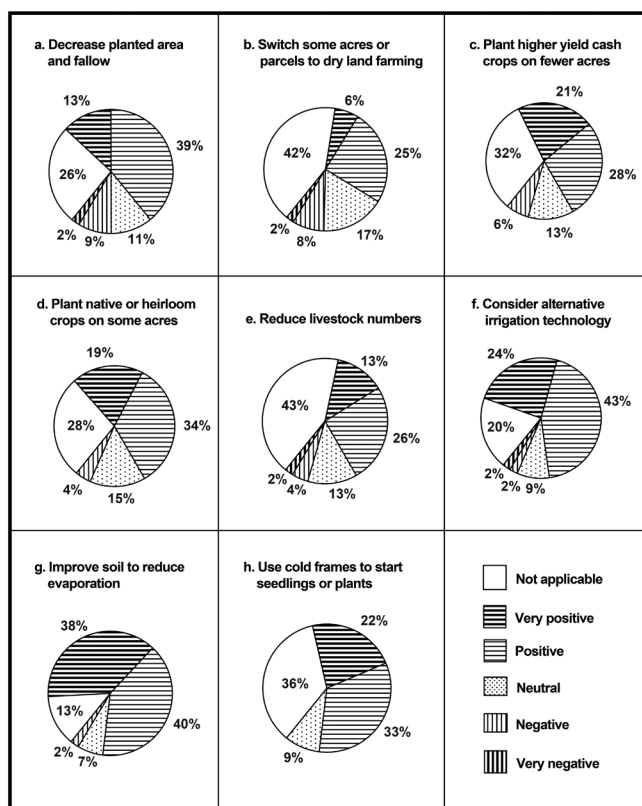 a. Decrease planted area
and fallow
13%
39%
26%
2%
9%
11%
b. Switch some acres or
parcels to dry land farming
6%
42%
25%
2%
8%
17%
c. Plant higher yield cash
crops on fewer acres
21%
32%
28%
6%
13%
d. Plant native or heirloom
crops on some acres
19%
28%
34%
4%
15%
e. Reduce livestock numbers
13%
43%
26%
2%
4%
13%
f. Consider alternative
irrigation technology
24%
43%
20%
2%
2%
9%
g. Improve soil to reduce
evaporation
38%
13%
40%
2%
7%
h. Use cold frames to start
seedlings or plants
22%
36%
33%
9%
Not applicable
Very positive
Positive
Neutral
Negative
Very negative